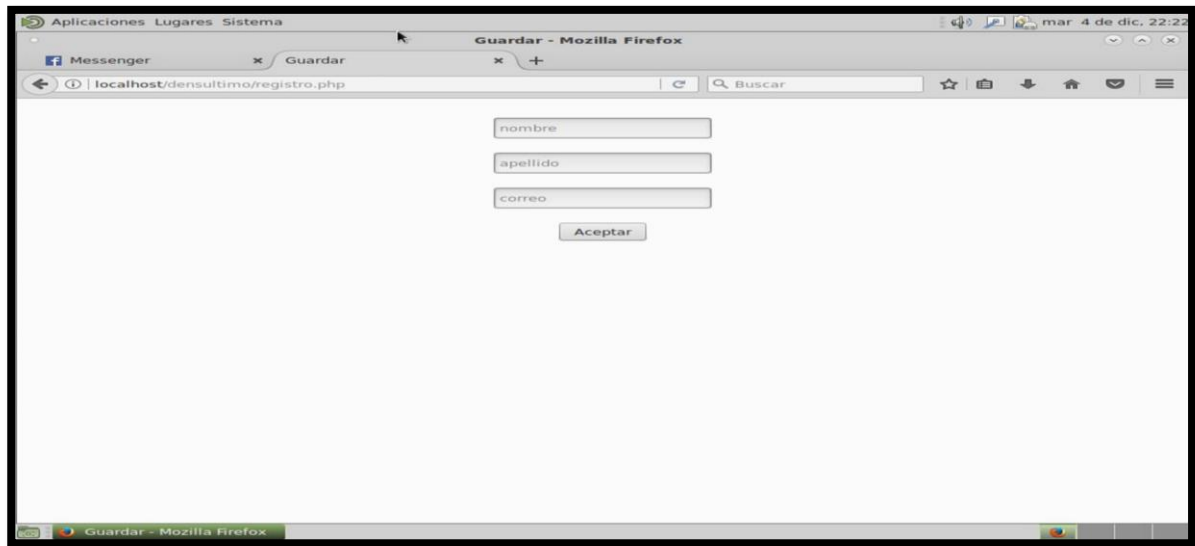 Aplicaciones Lugares Sistema mar 4 de dic, 22:22
Guardar - Mozilla Firefox
Messenger Guardar
localhost/densultimo/registro.php Buscar
nombre
apellido
correo
Aceptar
Guardar - Mozilla Firefox